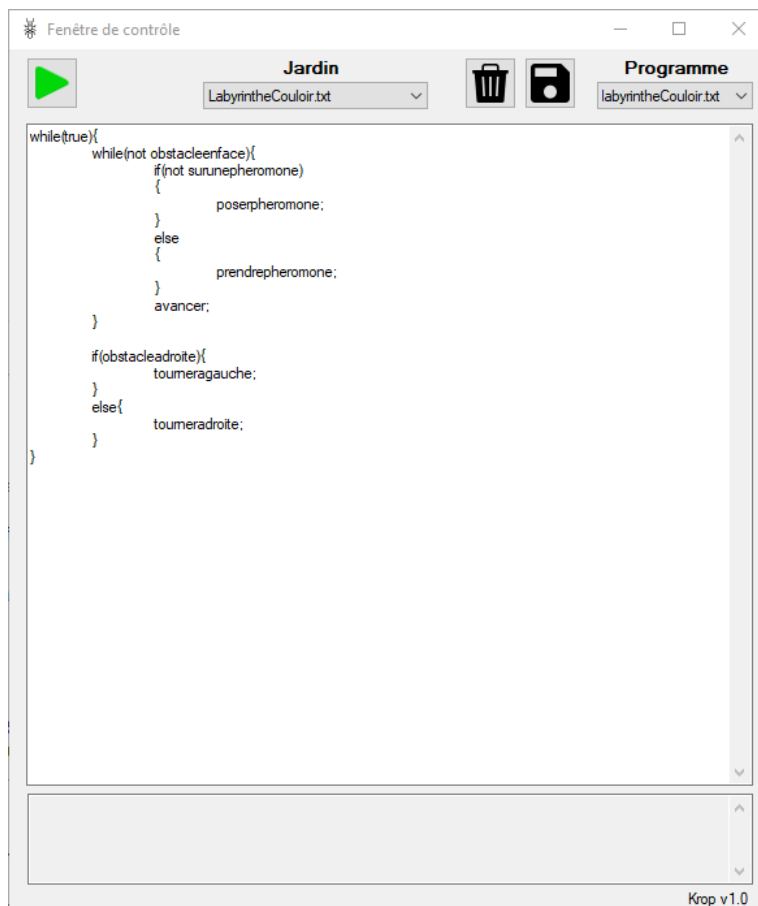 Fenêtre de contrôle
Jardin
Programme
LabyrintheCouloir.txt
labyrintheCouloir.txt
while(true){
while(not obstacleenface){
if(not surunepheromone)
{
poserpheromone;
}
else
{
prendrepheromone;
}
avancer;
}
if(obstacleadroite){
tourneragauche;
}
else{
tourneradroite;
}
}
Krop v1.0